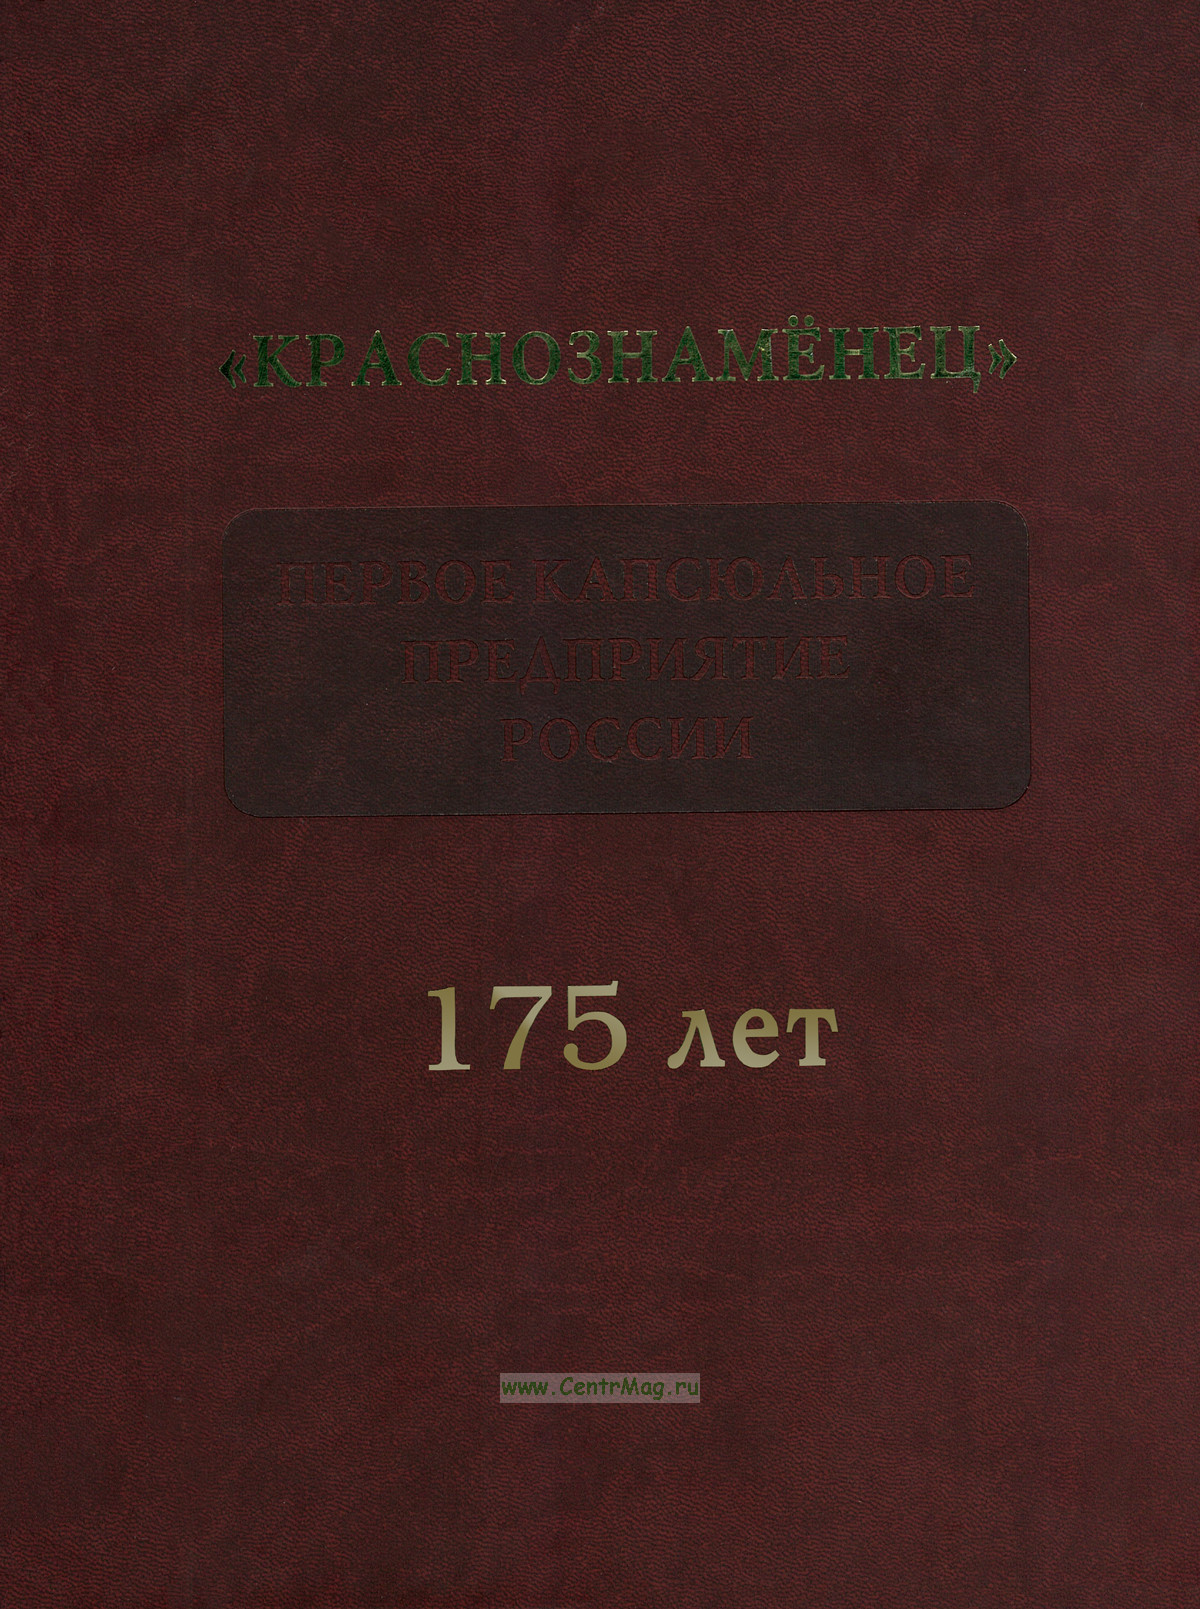 «КРАСНОЗНАМЁНЕЦ»
ПЕРВОЕ КАПСЮЛЬНОЕ
ПРЕДПРИЯТИЕ
РОССИИ
175 лет
www.CentrMag.ru